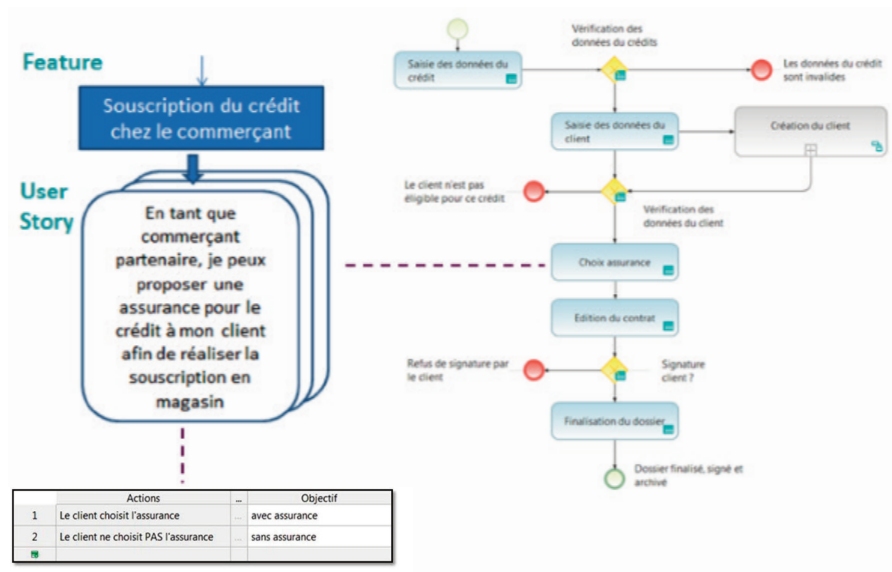 Feature
Souscription du crédit
chez le commerçant
User
Story
En tant que
commerçant
partenaire, je peux
proposer une
assurance pour le
crédit à mon client
afin de réaliser la
souscription en
magasin
Actions ... Objectif
1 Le client choisit l'assurance ... avec assurance
2 Le client ne choisit PAS l'assurance ... sans assurance
Saisie des données du
crédit
Vérification des
données du crédits
Les données du crédit
sont invalides
Saisie des données du
client
Création du client
Le client n'est pas
éligible pour ce crédit
Vérification des
données du client
Choix assurance
Edition du contrat
Refus de signature par
le client
Signature
client ?
Finalisation du dossier
Dossier finalisé, signé et
archivé